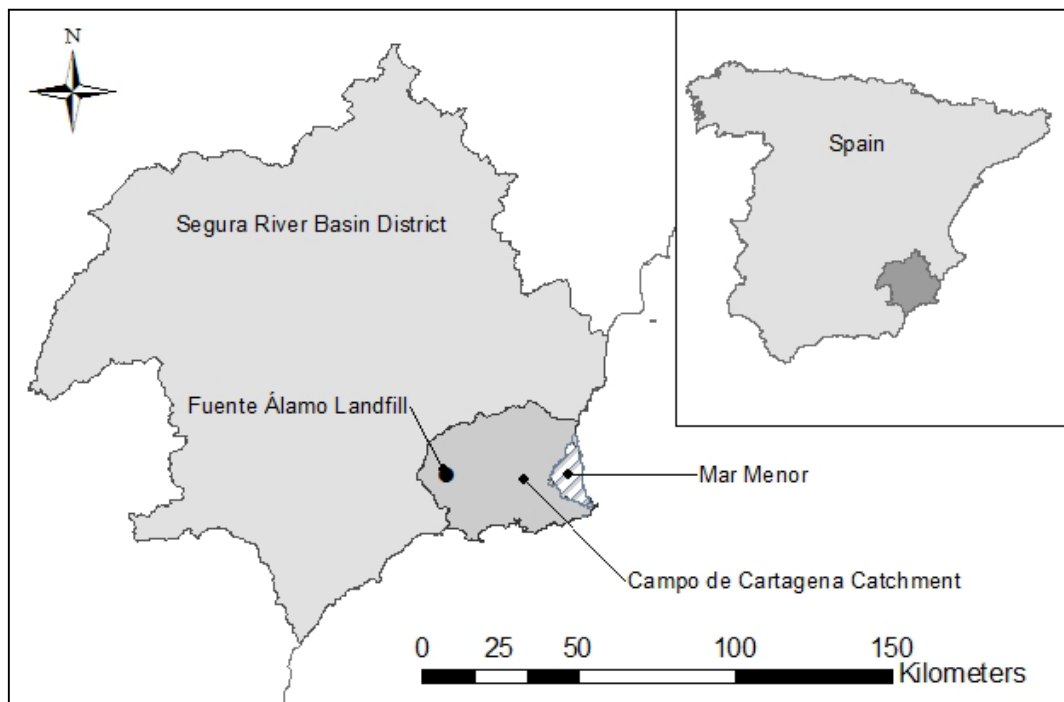 N
Spain
Segura River Basin District
Fuente Álamo Landfill
Mar Menor
Campo de Cartagena Catchment
0 25 50 100 150
Kilometers